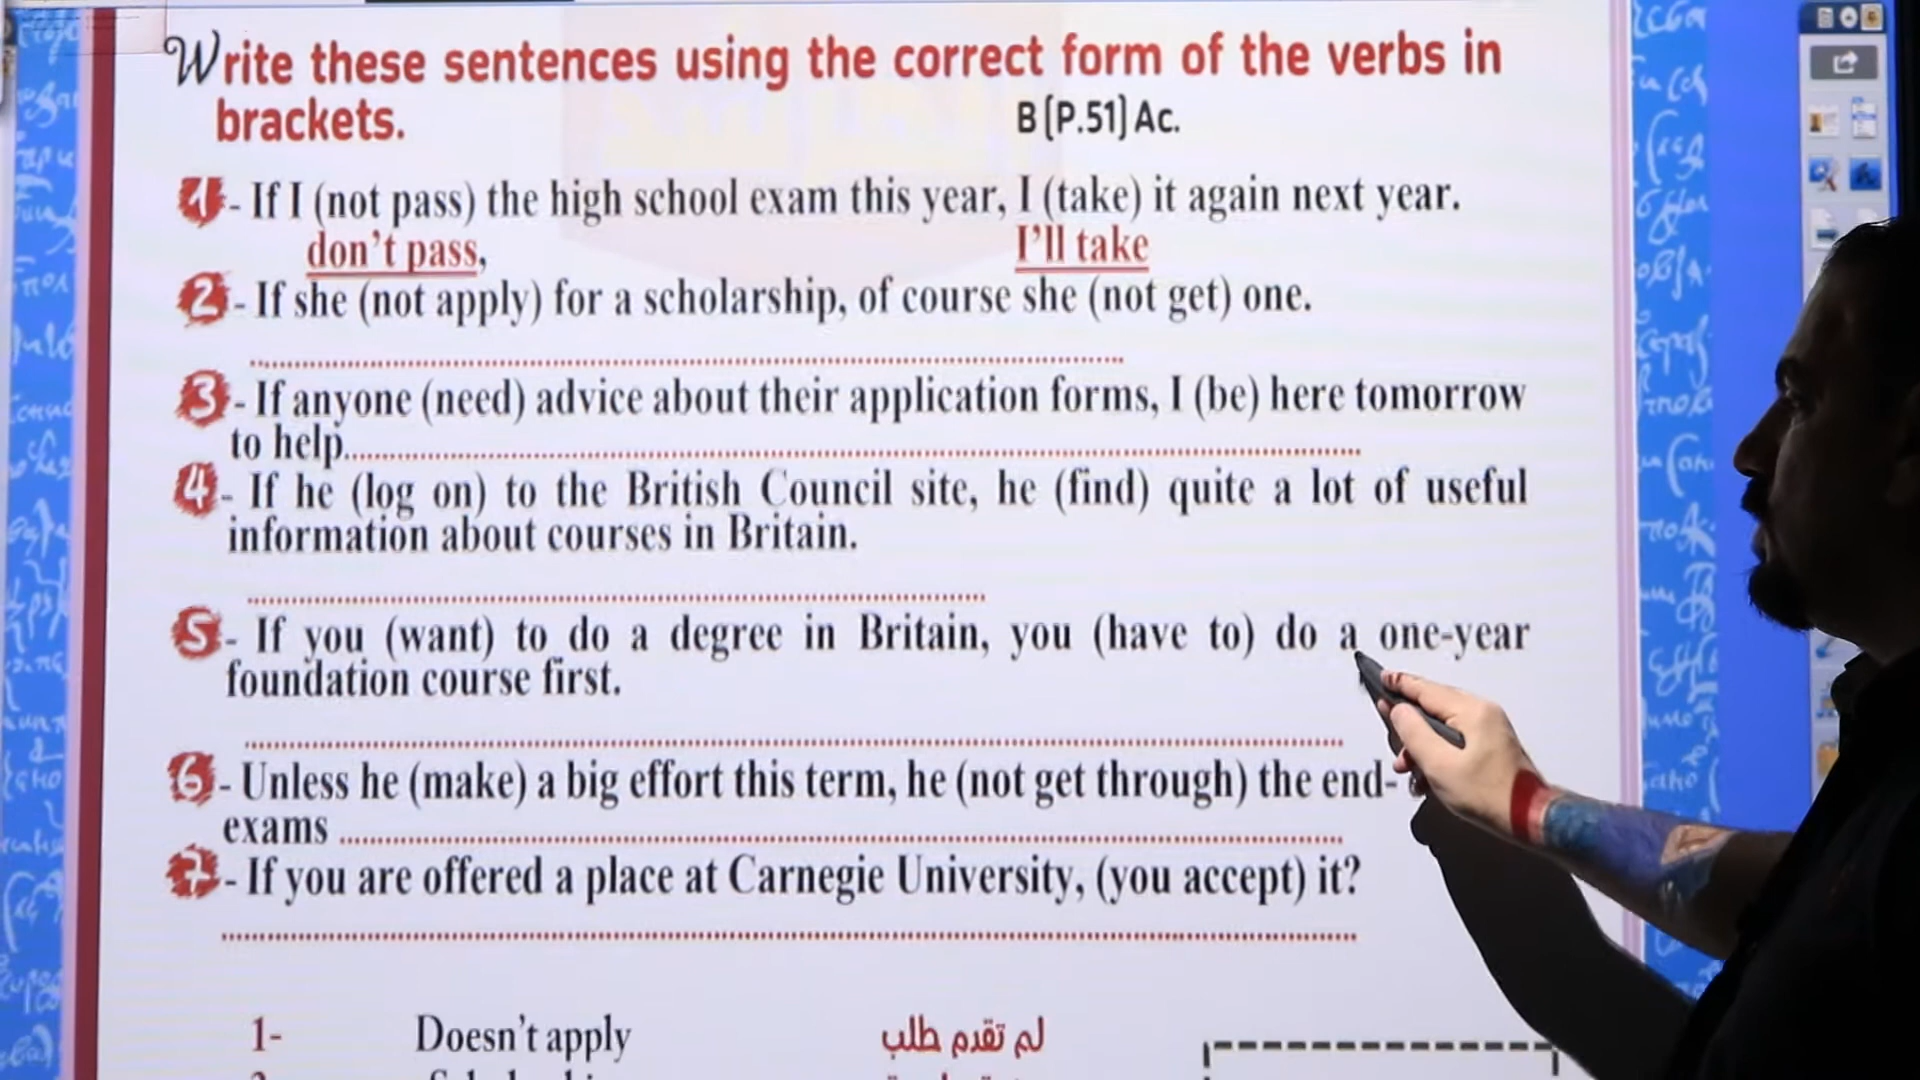 Write these sentences using the correct form of the verbs in
brackets. B (P.51) Ac.
1- If I (not pass) the high school exam this year, I (take) it again next year.
don't pass, I'll take
2- If she (not apply) for a scholarship, of course she (not get) one.
3- If anyone (need) advice about their application forms, I (be) here tomorrow
to help.
4- If he (log on) to the British Council site, he (find) quite a lot of useful
information about courses in Britain.
5- If you (want) to do a degree in Britain, you (have to) do a one-year
foundation course first.
6- Unless he (make) a big effort this term, he (not get through) the end-
exams
7- If you are offered a place at Carnegie University, (you accept) it?
1- Doesn't apply لم تقدم طلب